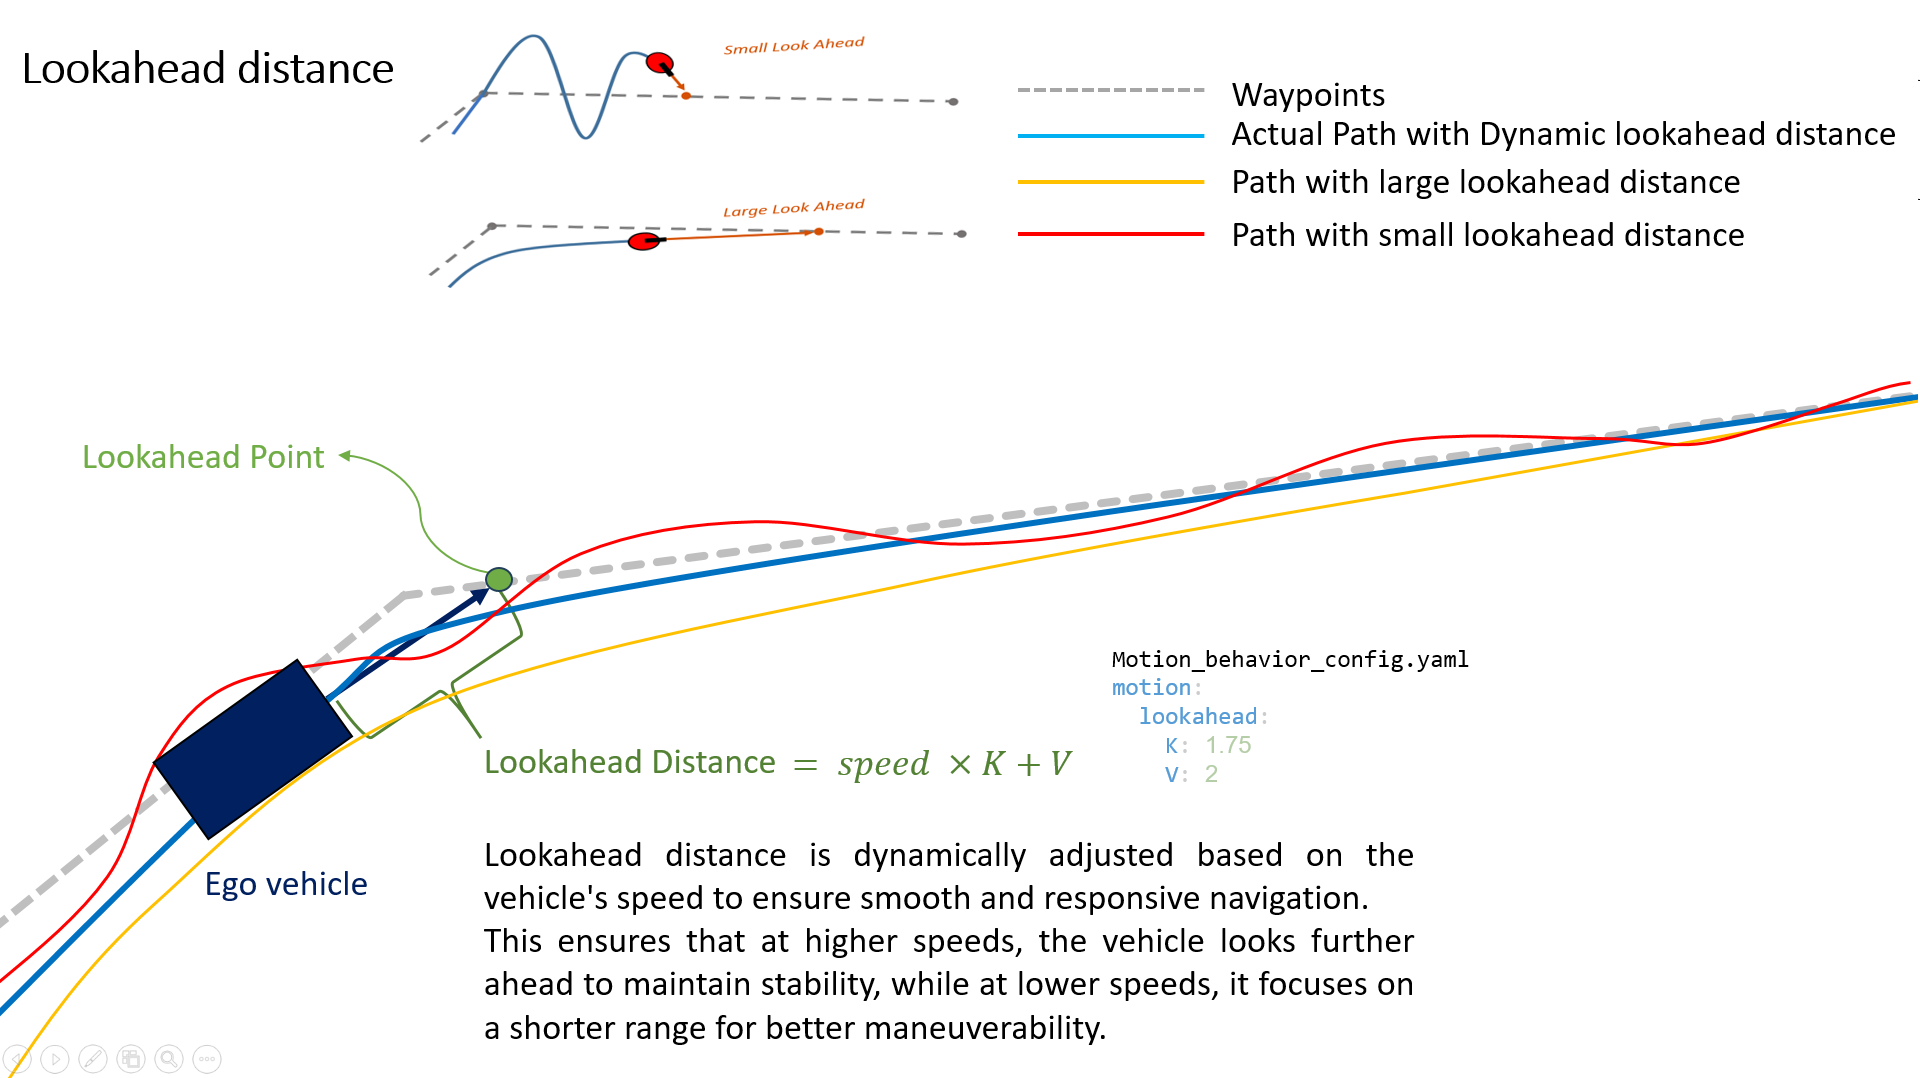 Lookahead distance
Small Look Ahead
Large Look Ahead
Waypoints
Actual Path with Dynamic lookahead distance
Path with large lookahead distance
Path with small lookahead distance
Lookahead Point
Ego vehicle
Lookahead Distance = speed × K + V
Motion_behavior_config.yaml
motion:
lookahead:
K: 1.75
V: 2
Lookahead distance is dynamically adjusted based on the
vehicle's speed to ensure smooth and responsive navigation.
This ensures that at higher speeds, the vehicle looks further
ahead to maintain stability, while at lower speeds, it focuses on
a shorter range for better maneuverability.